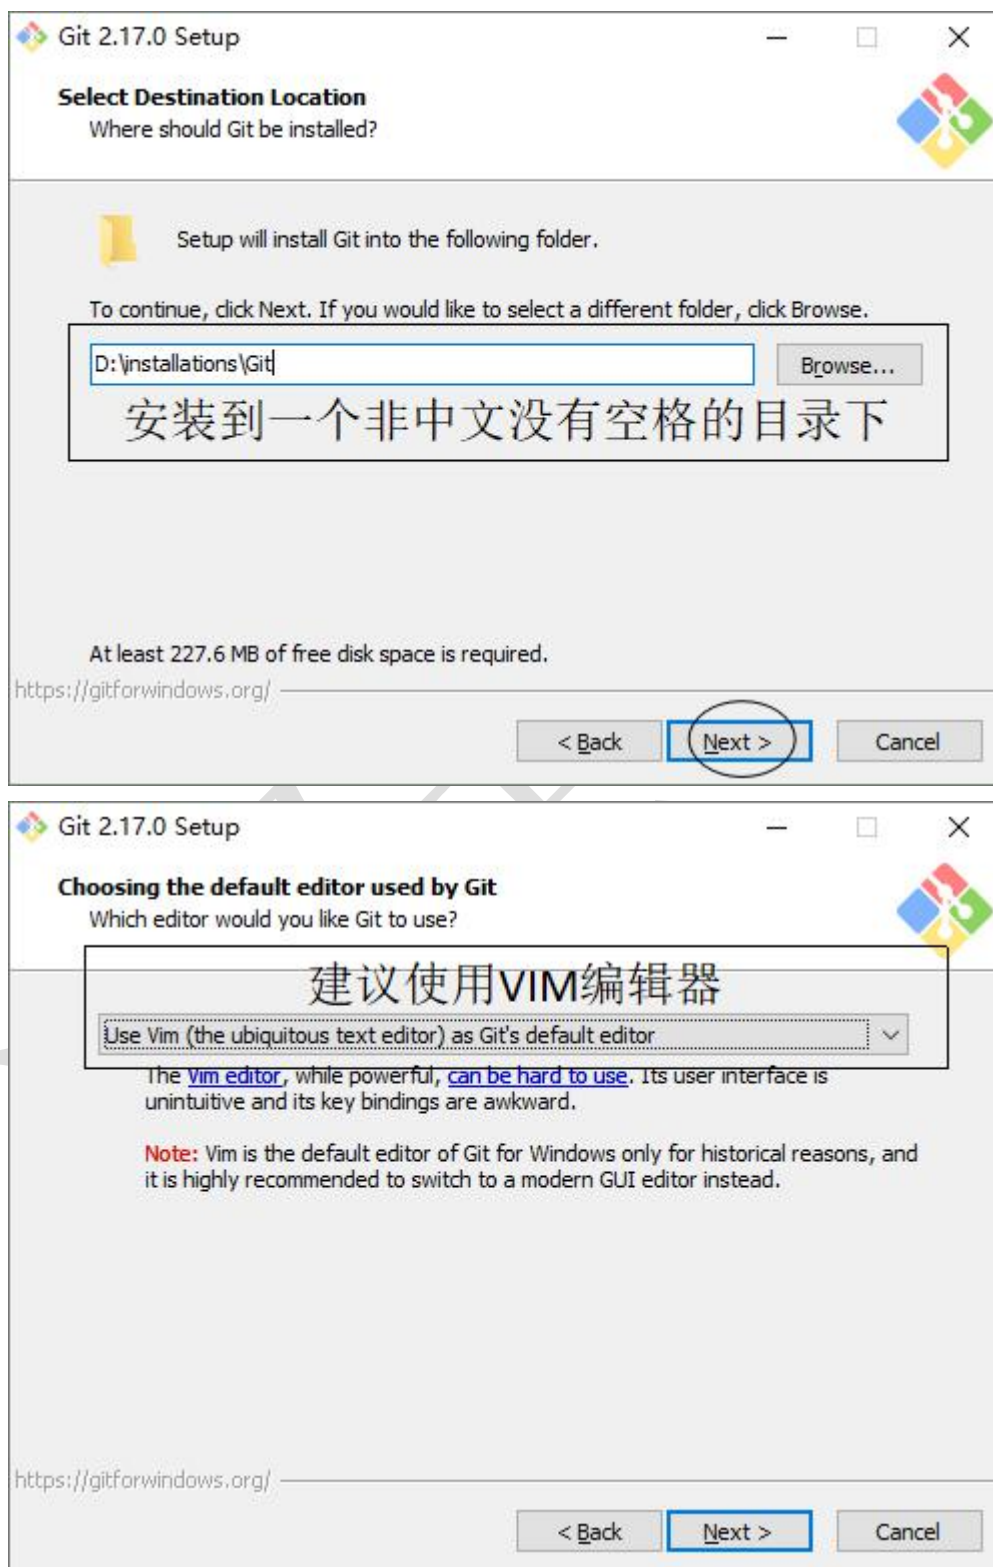 Git 2.17.0 Setup
Select Destination Location
Where should Git be installed?
Setup will install Git into the following folder.
To continue, click Next. If you would like to select a different folder, click Browse.
D:\installations\Git
Browse...
安装到一个非中文没有空格的目录下
At least 227.6 MB of free disk space is required.
https://gitforwindows.org/
< Back Next > Cancel
Git 2.17.0 Setup
Choosing the default editor used by Git
Which editor would you like Git to use?
建议使用VIM编辑器
Use Vim (the ubiquitous text editor) as Git's default editor
The Vim editor, while powerful, can be hard to use. Its user interface is
unintuitive and its key bindings are awkward.
Note: Vim is the default editor of Git for Windows only for historical reasons, and
it is highly recommended to switch to a modern GUI editor instead.
https://gitforwindows.org/
< Back Next > Cancel